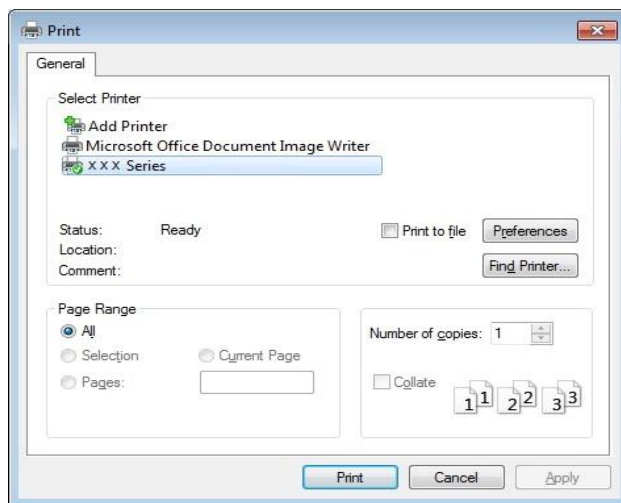 Print
General
Select Printer
Add Printer
Microsoft Office Document Image Writer
XXX Series
Status: Ready
Print to file
Preferences
Location:
Comment:
Find Printer...
Page Range
All
Selection
Current Page
Pages:
Number of copies: 1
Collate
1 1 2 2 3 3
Print
Cancel
Apply